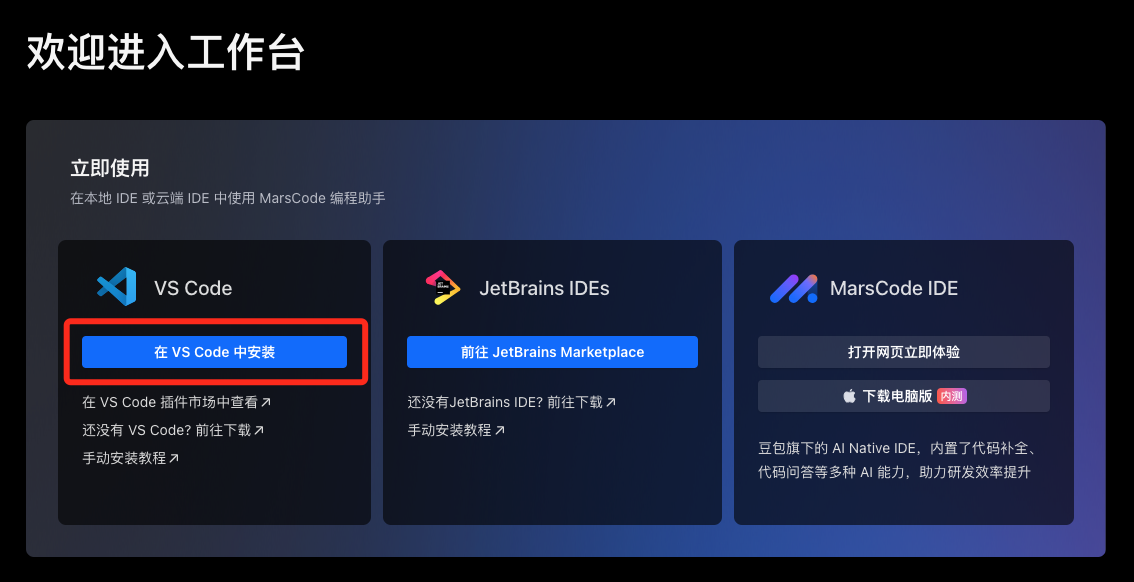 欢迎进入工作台
立即使用
在本地 IDE 或云端 IDE 中使用 MarsCode 编程助手
VS Code
在 VS Code 中安装
在 VS Code 插件市场中查看
还没有 VS Code? 前往下载
手动安装教程
JetBrains IDEs
前往 JetBrains Marketplace
还没有JetBrains IDE? 前往下载
手动安装教程
MarsCode IDE
打开网页立即体验
下载电脑版 内测
豆包旗下的 AI Native IDE，内置了代码补全、
代码问答等多种 AI 能力，助力研发效率提升